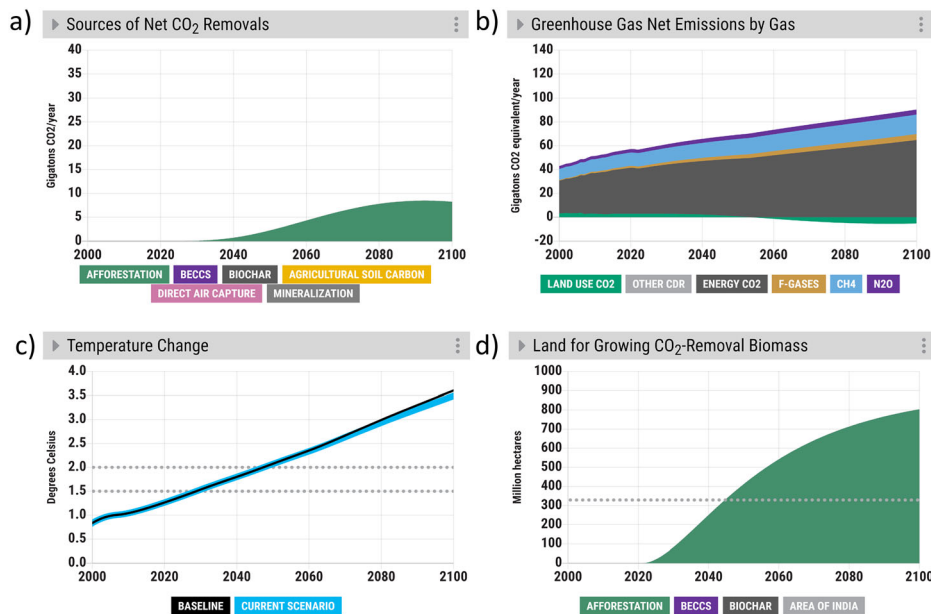 a) Sources of Net CO₂ Removals
Gigatons CO2/year
40
35
30
25
20
15
10
5
0
2000 2020 2040 2060 2080 2100
AFFORESTATION BECCS BIOCHAR AGRICULTURAL SOIL CARBON
DIRECT AIR CAPTURE MINERALIZATION
b) Greenhouse Gas Net Emissions by Gas
Gigatons CO2 equivalent/year
140
120
100
80
60
40
20
0
-20
2000 2020 2040 2060 2080 2100
LAND USE CO2 OTHER CDR ENERGY CO2 F-GASES CH4 N2O
c) Temperature Change
Degrees Celsius
4.0
3.5
3.0
2.5
2.0
1.5
1.0
0.5
0.0
2000 2020 2040 2060 2080 2100
BASELINE CURRENT SCENARIO
d) Land for Growing CO₂-Removal Biomass
Million hectares
1000
900
800
700
600
500
400
300
200
100
0
2000 2020 2040 2060 2080 2100
AFFORESTATION BECCS BIOCHAR AREA OF INDIA